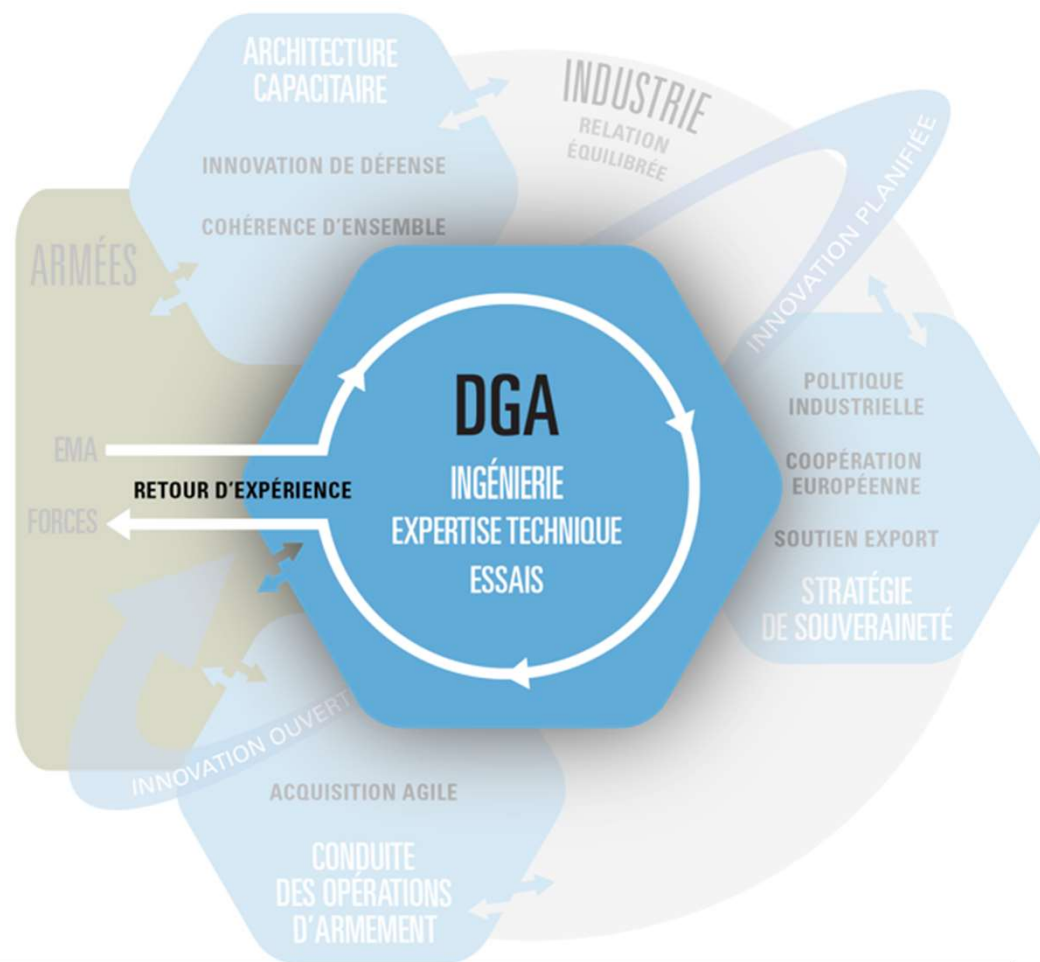 ARCHITECTURE
CAPACITAIRE
INNOVATION DE DÉFENSE
COHÉRENCE D'ENSEMBLE
INDUSTRIE
RELATION
ÉQUILIBRÉE
INNOVATION PLANIFIÉE
ARMÉES
EMA
RETOUR D'EXPÉRIENCE
FORCES
DGA
INGÉNIERIE
EXPERTISE TECHNIQUE
ESSAIS
POLITIQUE
INDUSTRIELLE
COOPÉRATION
EUROPÉENNE
SOUTIEN EXPORT
STRATÉGIE
DE SOUVERAINETÉ
INNOVATION OUVERT
ACQUISITION AGILE
CONDUITE
DES OPÉRATIONS
D'ARMEMENT